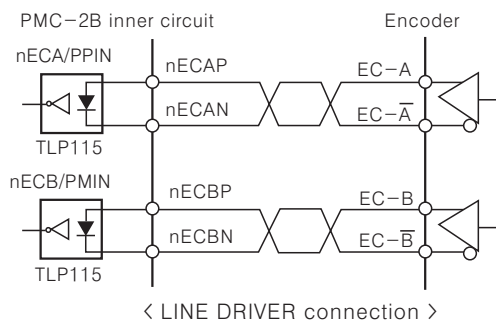 PMC-2B inner circuit
Encoder
nECA/PPIN
nECAP
EC-A
nECAN
EC-A̅
TLP115
nECB/PMIN
nECBP
EC-B
nECBN
EC-B̅
TLP115
< LINE DRIVER connection >